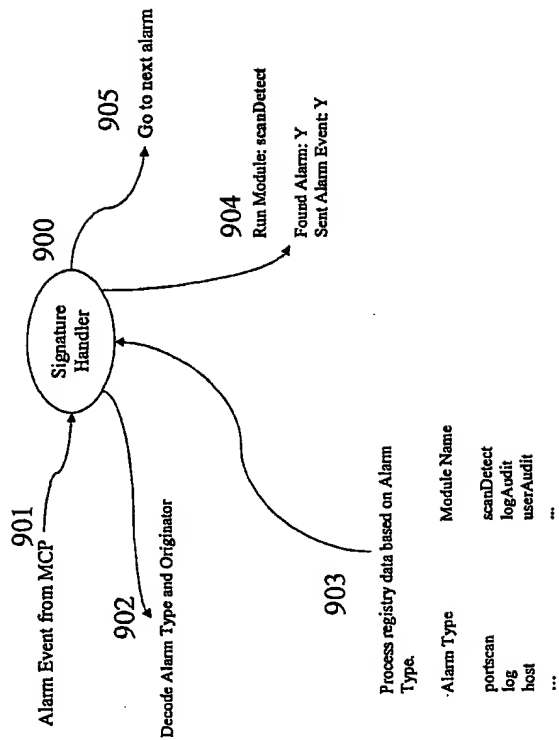 901
Alarm Event from MCP
902
Decode Alarm Type and Originator
900
Signature
Handler
905
Go to next alarm
904
Run Module: scanDetect
Found Alarm: Y
Sent Alarm Event: Y
903
Process registry data based on Alarm
Type.
Alarm Type Module Name
portscan scanDetect
log logAudit
host userAudit
... ...